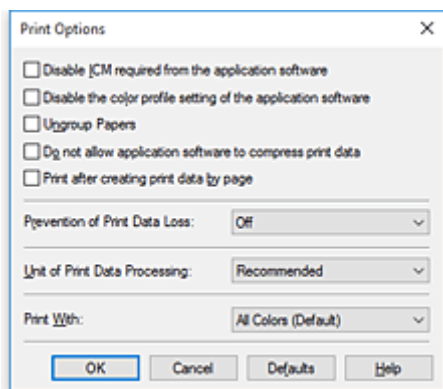 Print Options
Disable ICM required from the application software
Disable the color profile setting of the application software
Ungroup Papers
Do not allow application software to compress print data
Print after creating print data by page
Prevention of Print Data Loss: Off
Unit of Print Data Processing: Recommended
Print With: All Colors (Default)
OK Cancel Defaults Help